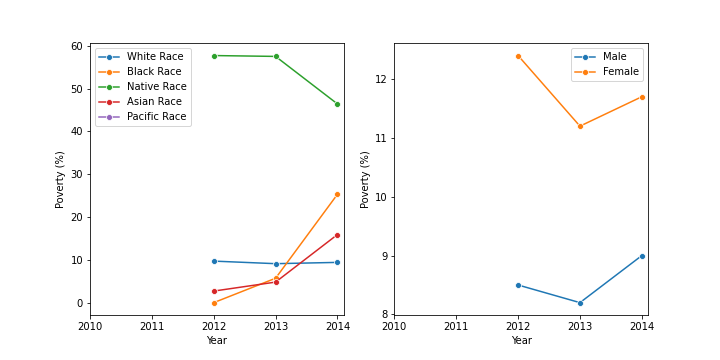 60
50
40
30
20
10
0
Poverty (%)
White Race
Black Race
Native Race
Asian Race
Pacific Race
2010 2011 2012 2013 2014
Year
12
11
10
9
8
Poverty (%)
Male
Female
2010 2011 2012 2013 2014
Year